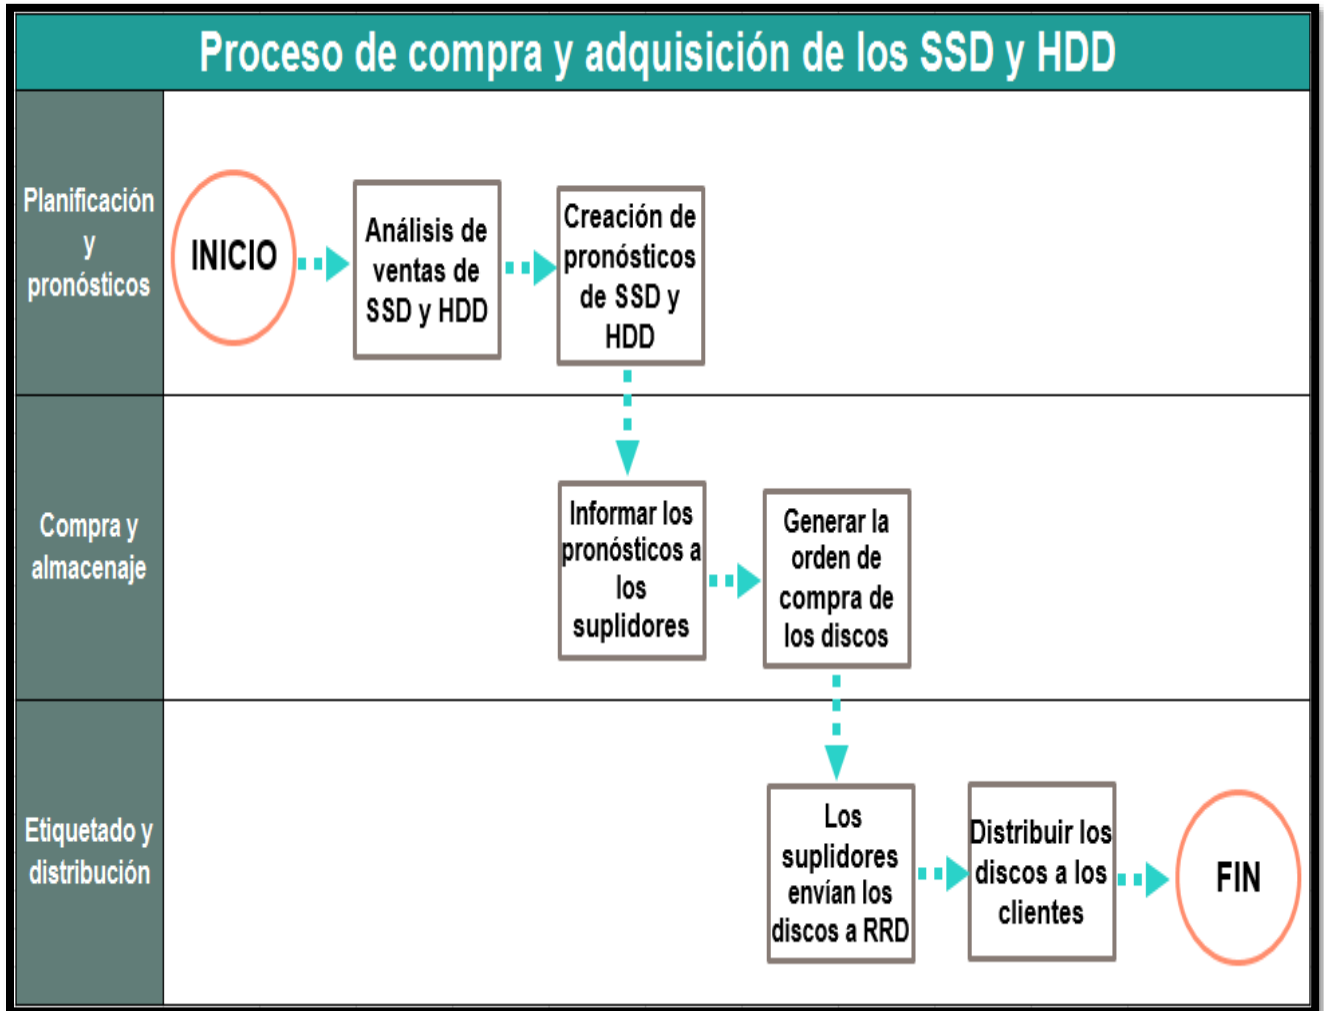 Proceso de compra y adquisición de los SSD y HDD
Planificación
y
pronósticos
INICIO
Análisis de
ventas de
SSD y HDD
Creación de
pronósticos
de SSD y
HDD
Compra y
almacenaje
Informar los
pronósticos a
los
suplidores
Generar la
orden de
compra de
los discos
Etiquetado y
distribución
Los
suplidores
envían los
discos a RRD
Distribuir los
discos a los
clientes
FIN